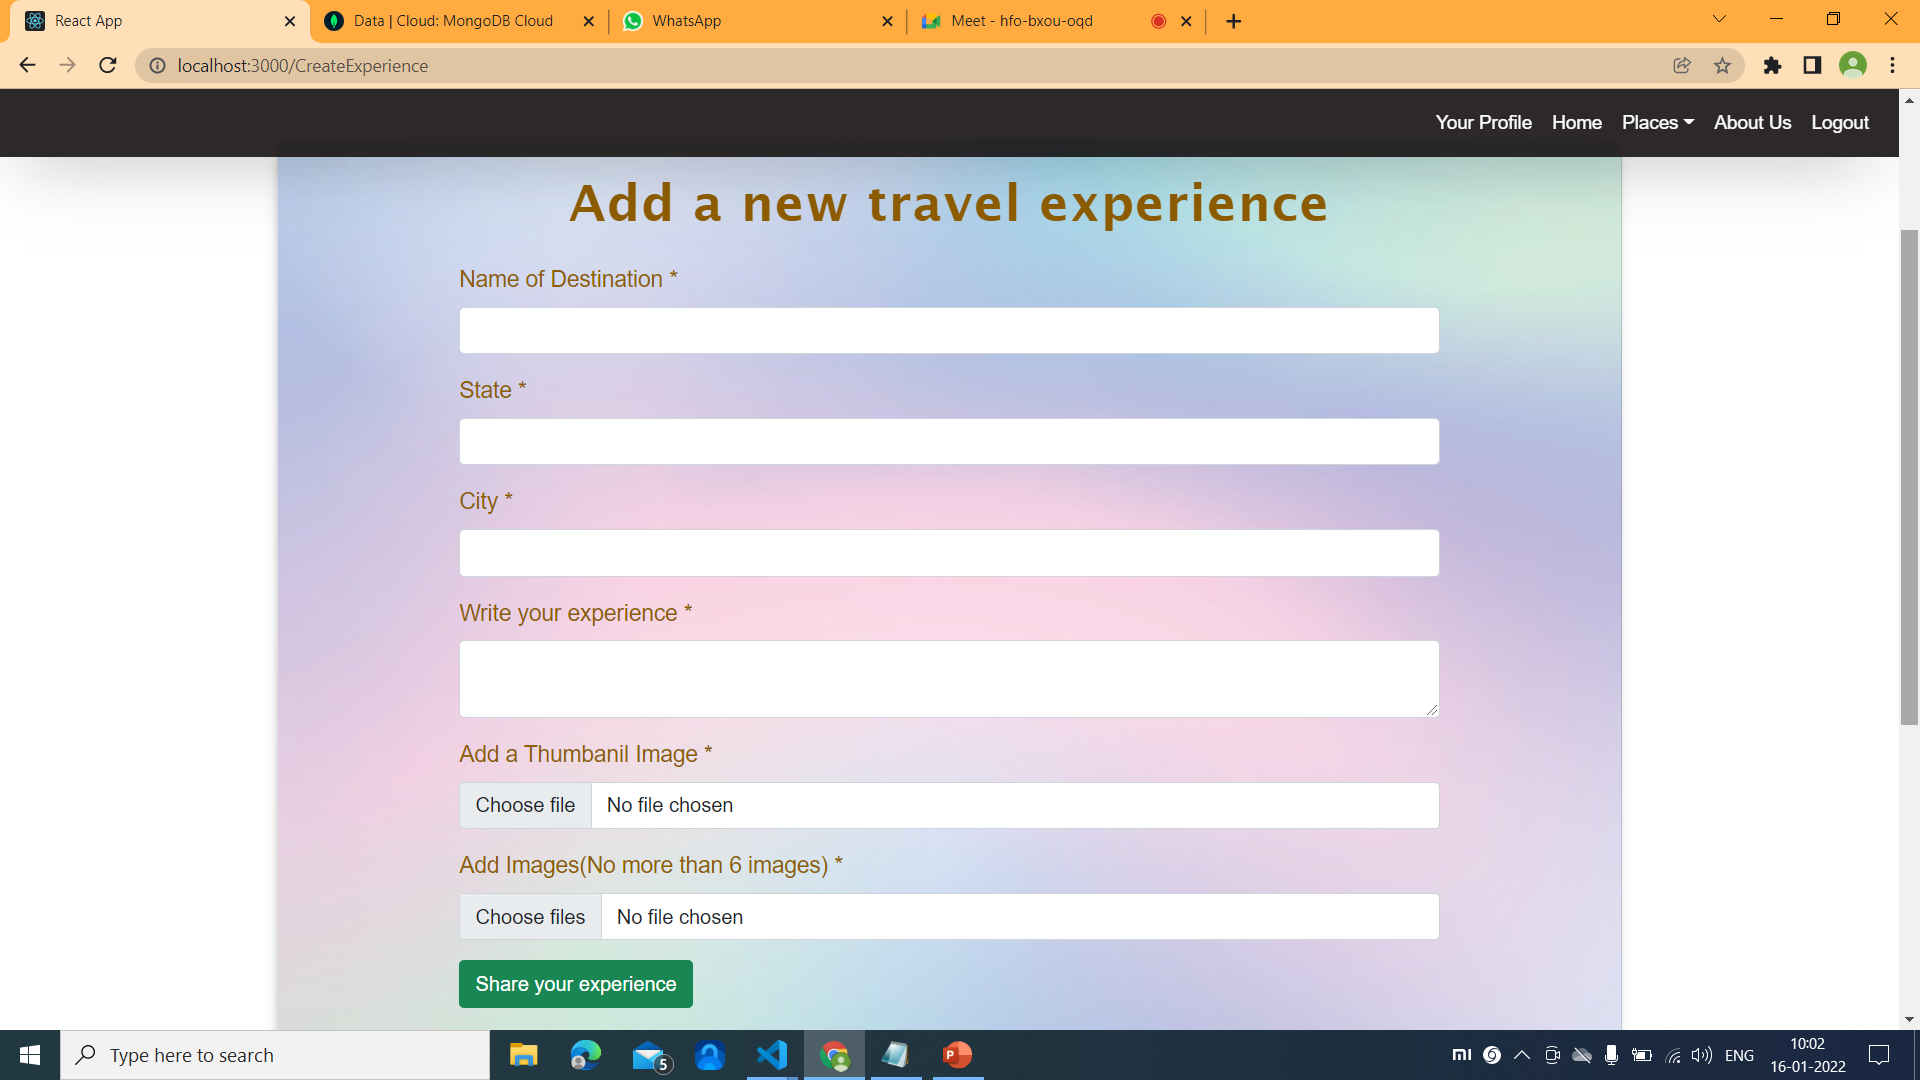 React App
Data | Cloud: MongoDB Cloud
WhatsApp
Meet - hfo-bxou-oqd
localhost:3000/CreateExperience
Your Profile Home Places About Us Logout
Add a new travel experience
Name of Destination *
State *
City *
Write your experience *
Add a Thumbanil Image *
Choose file No file chosen
Add Images(No more than 6 images) *
Choose files No file chosen
Share your experience
Type here to search
5
P
mi
ENG
10:02
16-01-2022